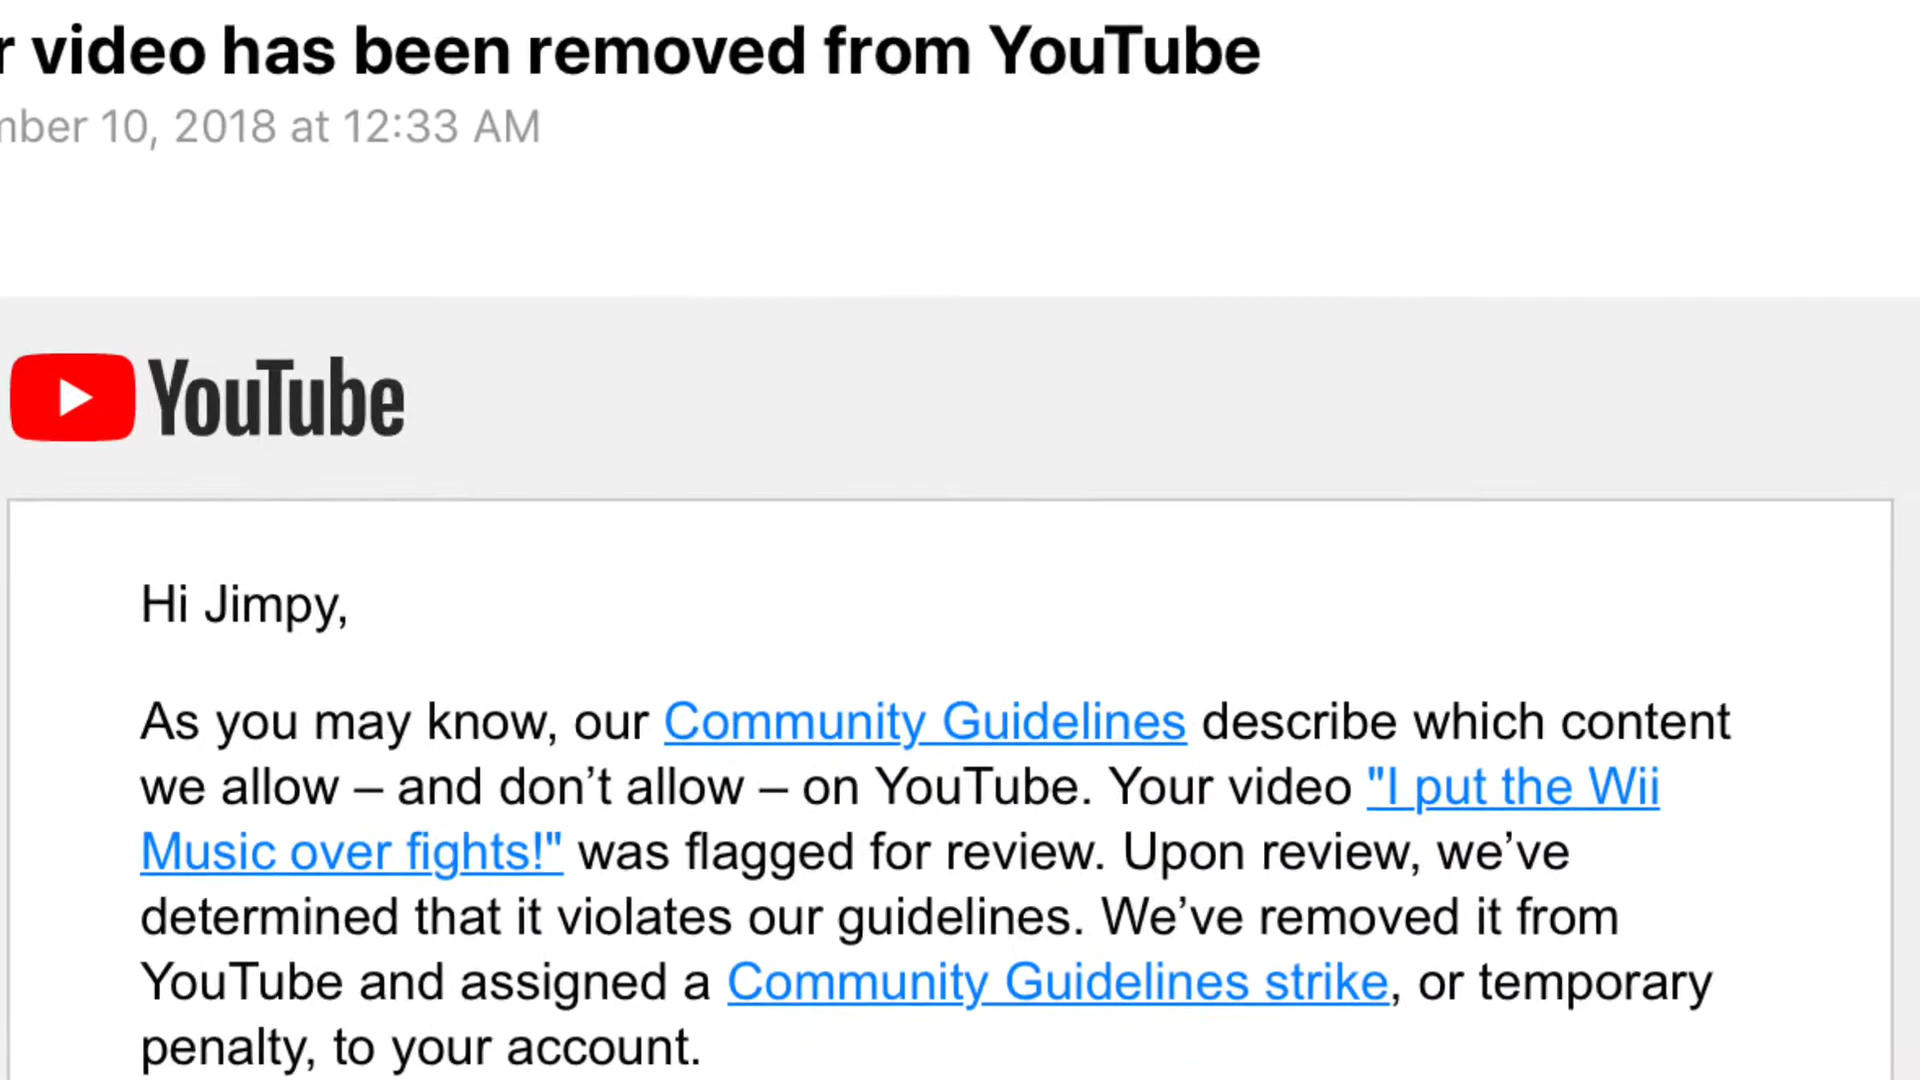 r video has been removed from YouTube
mber 10, 2018 at 12:33 AM
YouTube
Hi Jimpy,
As you may know, our Community Guidelines describe which content
we allow – and don’t allow – on YouTube. Your video "I put the Wii
Music over fights!" was flagged for review. Upon review, we’ve
determined that it violates our guidelines. We’ve removed it from
YouTube and assigned a Community Guidelines strike, or temporary
penalty, to your account.